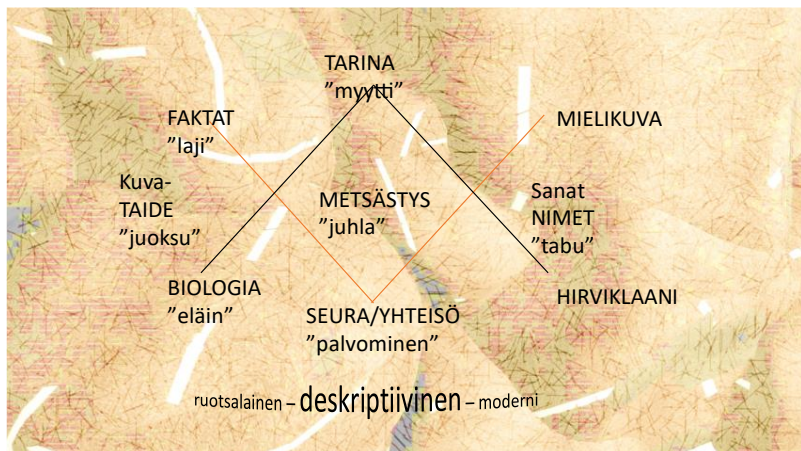 TARINA
”myytti”
FAKTAT
”laji”
MIELIKUVA
Kuva-
TAIDE
”juoksu”
METSÄSTYS
”juhla”
Sanat
NIMET
”tabu”
BIOLOGIA
”eläin”
SEURA/YHTEISÖ
”palvominen”
HIRVIKLAANI
ruotsalainen – deskriptiivinen – moderni